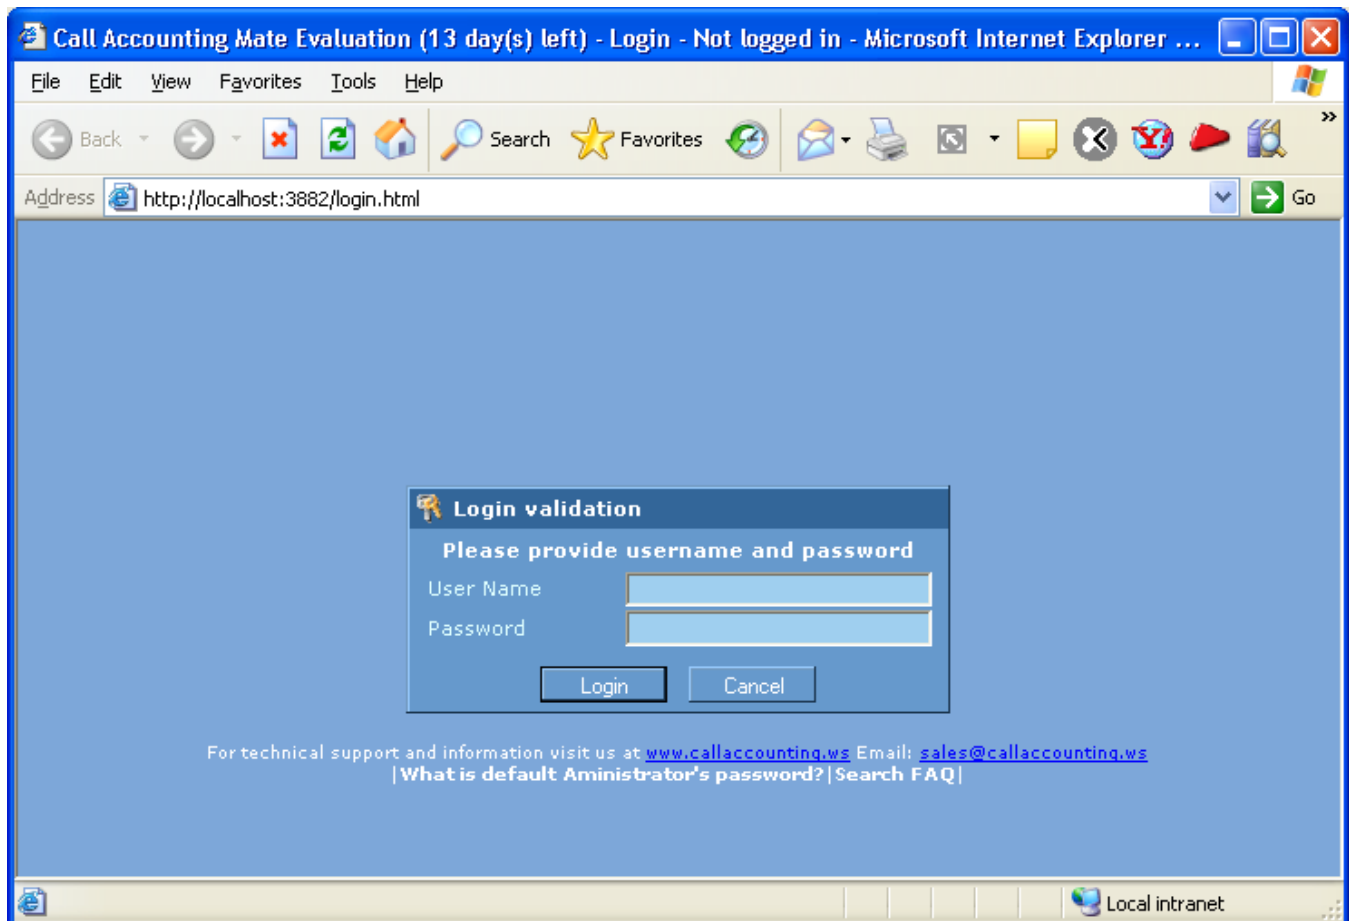 Call Accounting Mate Evaluation (13 day(s) left) - Login - Not logged in - Microsoft Internet Explorer ...
File Edit View Favorites Tools Help
Back Search Favorites »
Address http://localhost:3882/login.html Go
Login validation
Please provide username and password
User Name
Password
Login Cancel
For technical support and information visit us at www.callaccounting.ws Email: sales@callaccounting.ws
|What is default Aministrator's password?|Search FAQ|
Local intranet